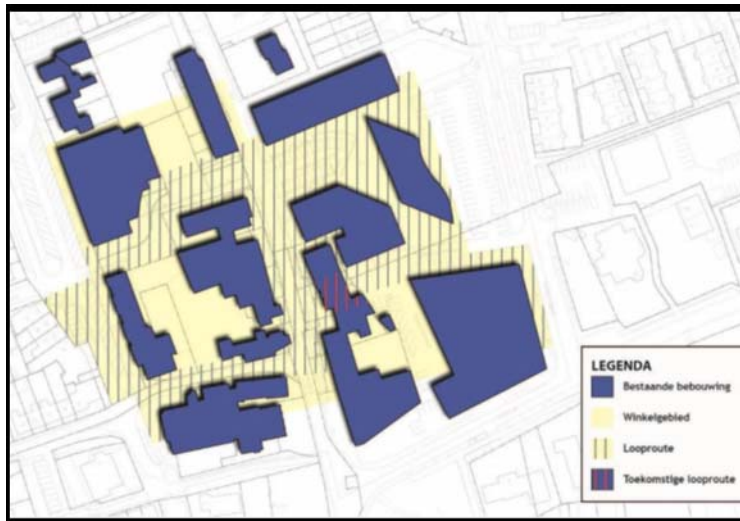 LEGENDA
Bestaande bebouwing
Winkelgebied
Looproute
Toekomstige looproute